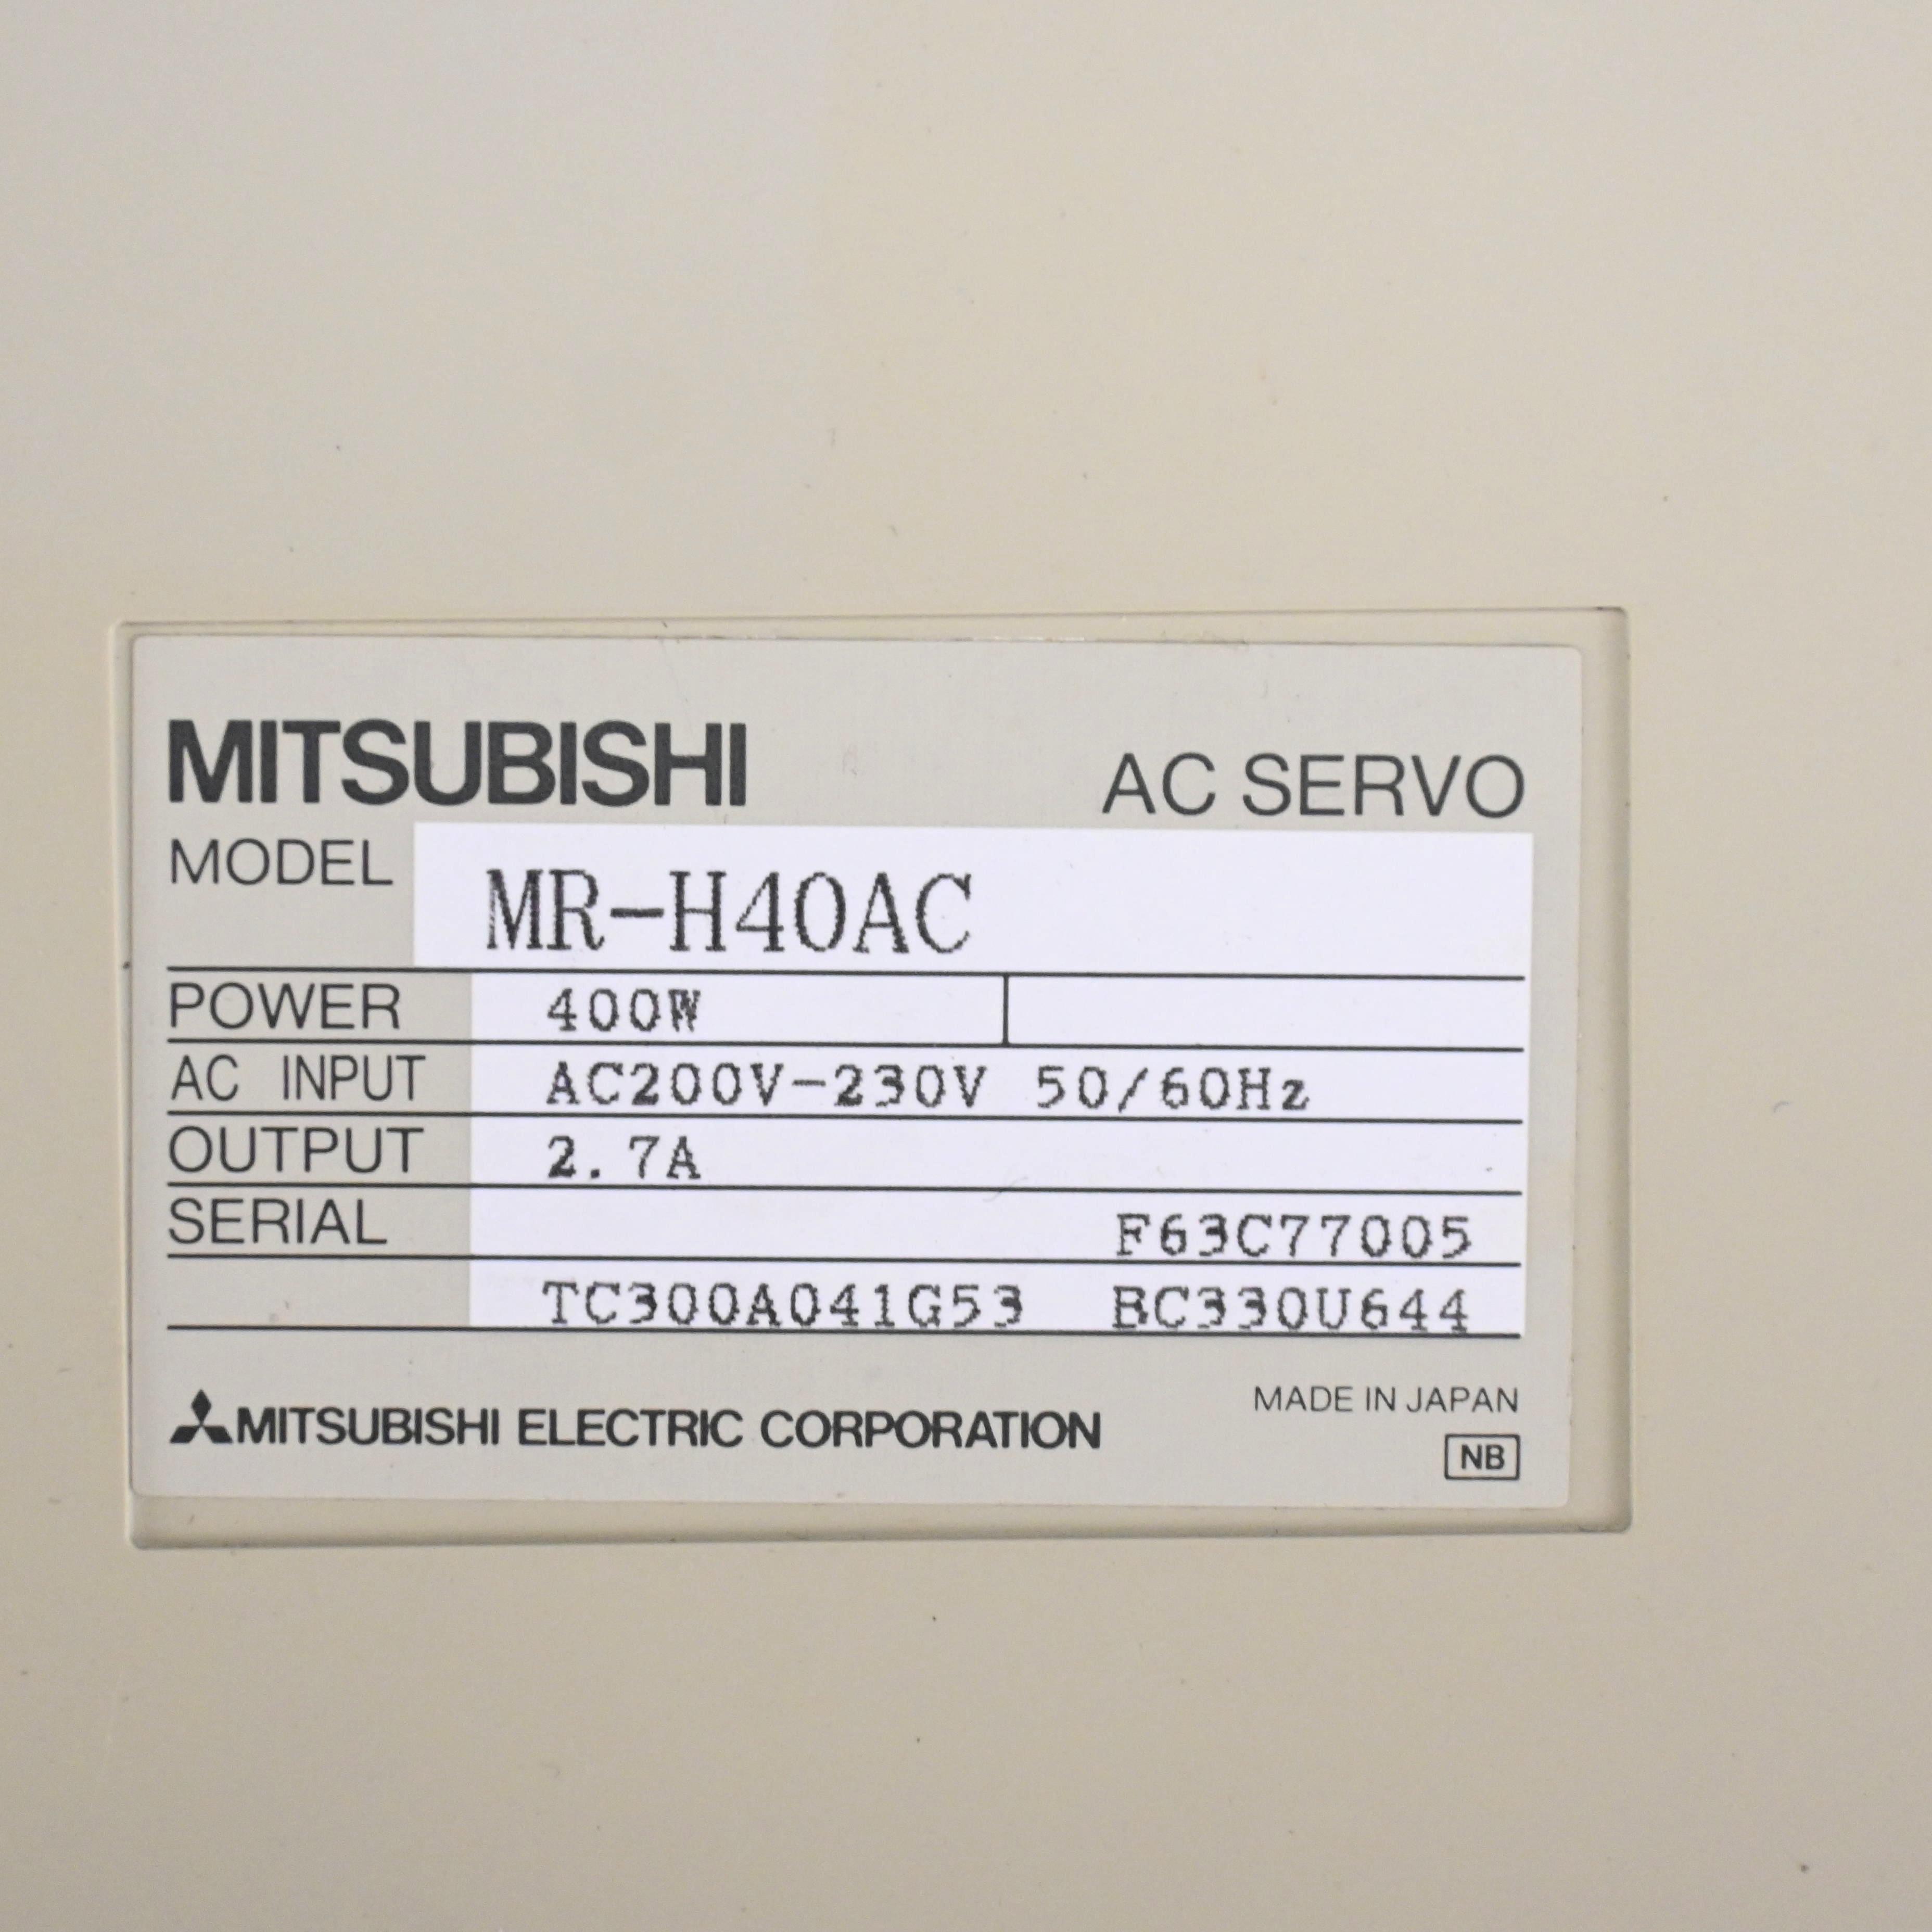 MITSUBISHI AC SERVO
MODEL MR-H40AC
POWER 400W
AC INPUT AC200V-230V 50/60Hz
OUTPUT 2.7A
SERIAL F63C77005
TC300A041G53 BC330U644
MITSUBISHI ELECTRIC CORPORATION MADE IN JAPAN
NB